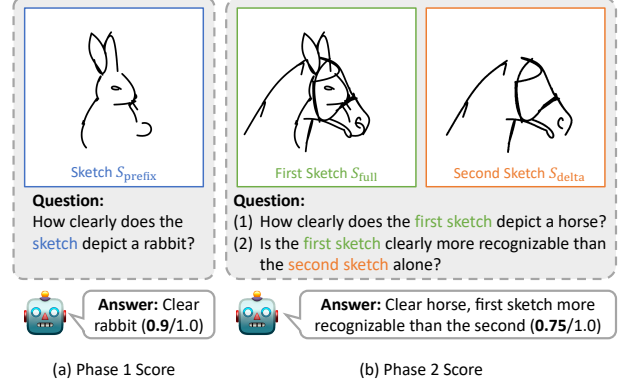 Sketch S_prefix
Question:
How clearly does the
sketch depict a rabbit?
Answer: Clear
rabbit (0.9/1.0)
(a) Phase 1 Score
First Sketch S_full
Second Sketch S_delta
Question:
(1) How clearly does the first sketch depict a horse?
(2) Is the first sketch clearly more recognizable than
the second sketch alone?
Answer: Clear horse, first sketch more
recognizable than the second (0.75/1.0)
(b) Phase 2 Score